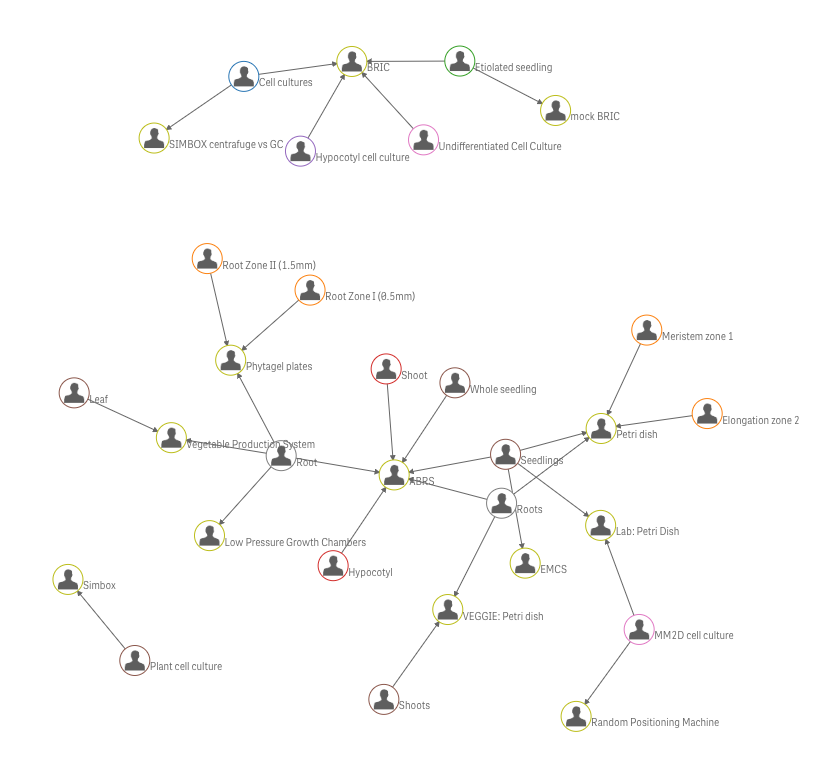 BRIC
Etiolated seedling
Cell cultures
mock BRIC
SIMBOX centrafuge vs GC
Undifferentiated Cell Culture
Hypocotyl cell culture
Root Zone II (1.5mm)
Root Zone I (0.5mm)
Meristem zone 1
Phytagel plates
Shoot
Whole seedling
Leaf
Elongation zone 2
Petri dish
Vegetable Production System
Root
Seedlings
ABRS
Roots
Lab: Petri Dish
Low Pressure Growth Chambers
EMCS
Hypocotyl
Simbox
VEGGIE: Petri dish
MM2D cell culture
Plant cell culture
Shoots
Random Positioning Machine